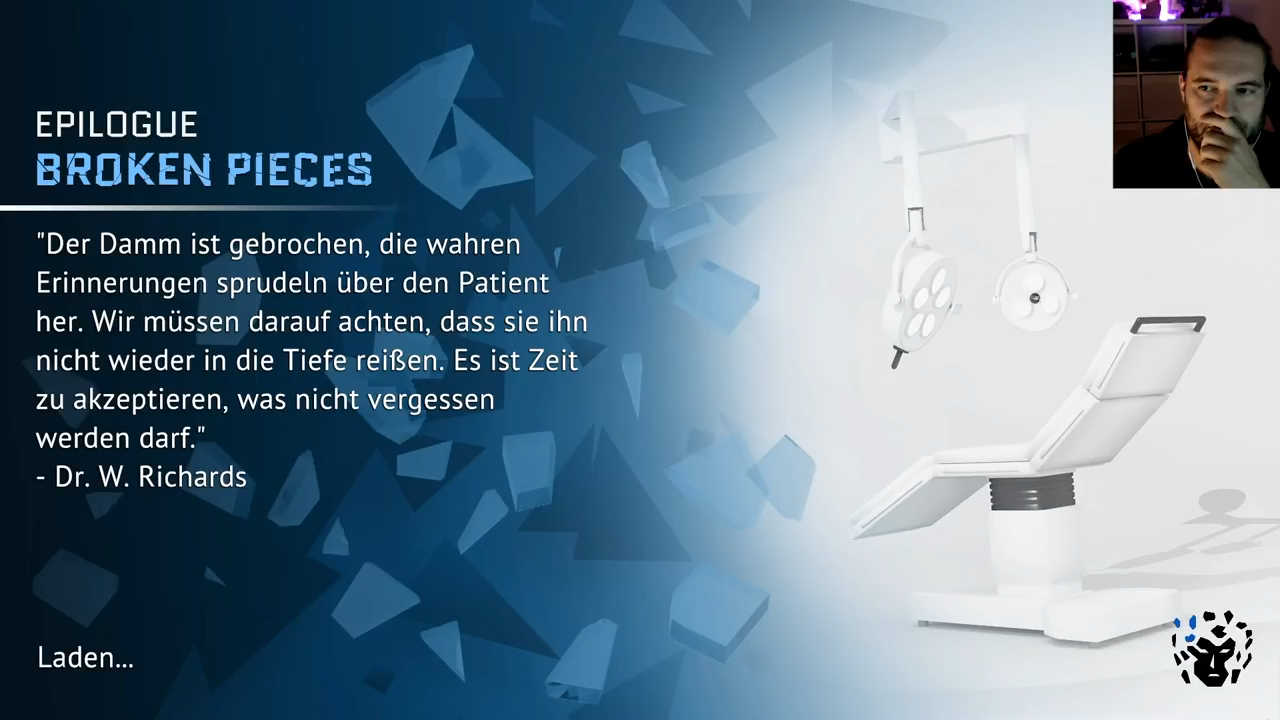 EPILOGUE
BROKEN PIECES
"Der Damm ist gebrochen, die wahren
Erinnerungen sprudeln über den Patient
her. Wir müssen darauf achten, dass sie ihn
nicht wieder in die Tiefe reißen. Es ist Zeit
zu akzeptieren, was nicht vergessen
werden darf."
- Dr. W. Richards
Laden...